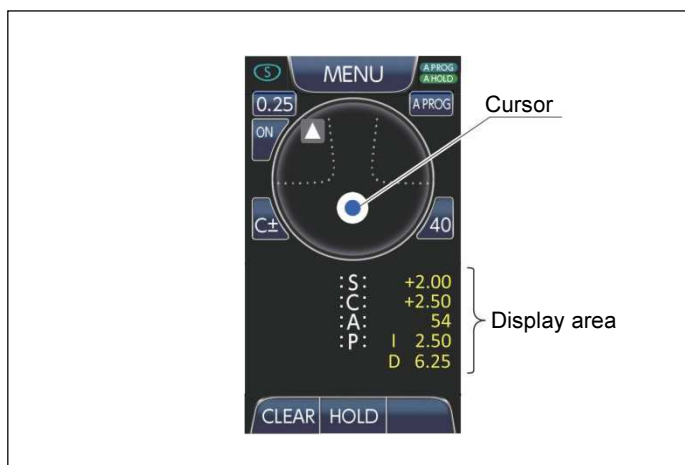 S MENU A PROG
A HOLD
0.25 A PROG
Cursor
ON
C± 40
:S: +2.00
:C: +2.50
:A: 54
:P: I 2.50
D 6.25
Display area
CLEAR HOLD